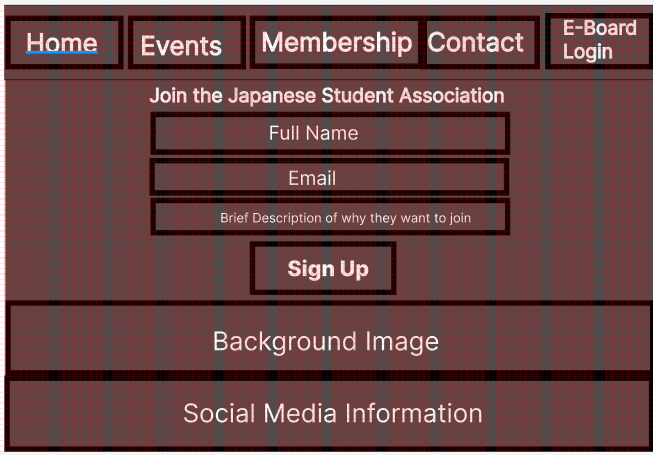 Home
Events
Membership
Contact
E-Board
Login
Join the Japanese Student Association
Full Name
Email
Brief Description of why they want to join
Sign Up
Background Image
Social Media Information